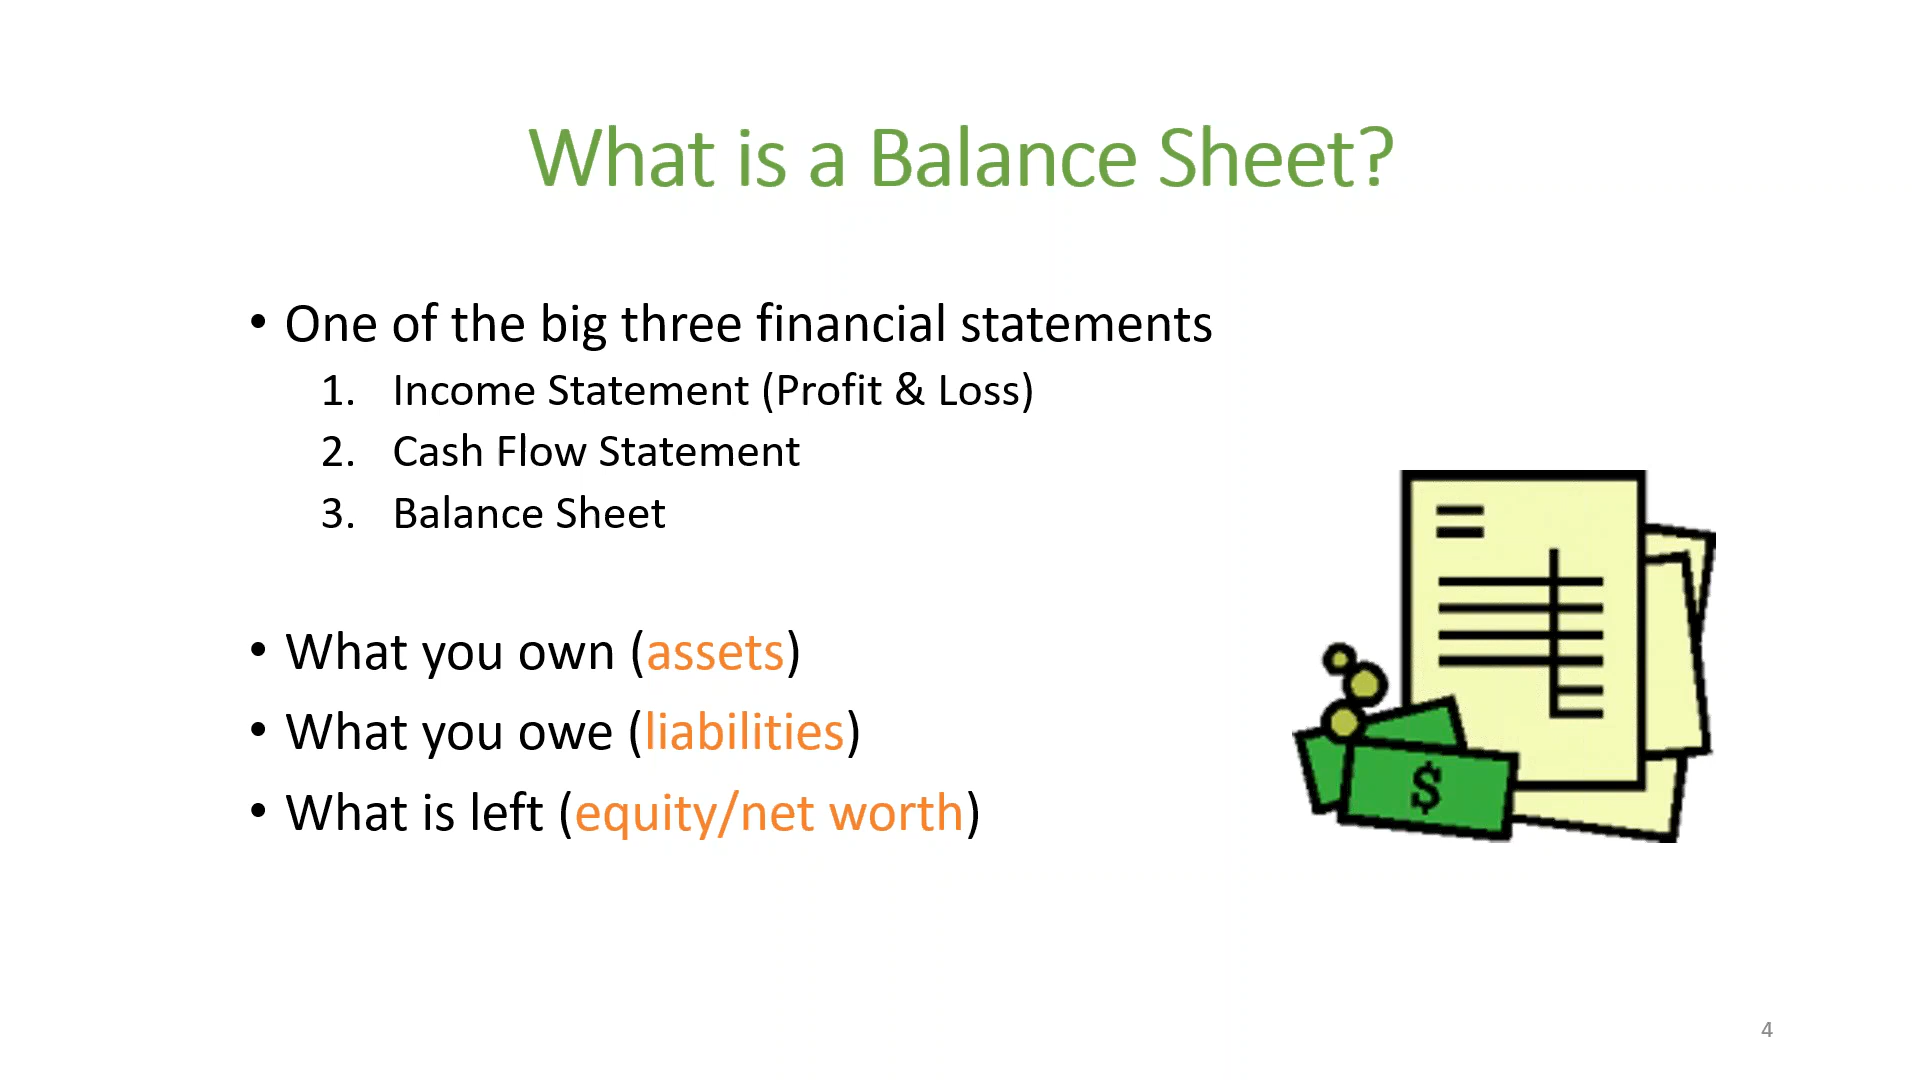 What is a Balance Sheet?
• One of the big three financial statements
1. Income Statement (Profit & Loss)
2. Cash Flow Statement
3. Balance Sheet
• What you own (assets)
• What you owe (liabilities)
• What is left (equity/net worth)
$
4